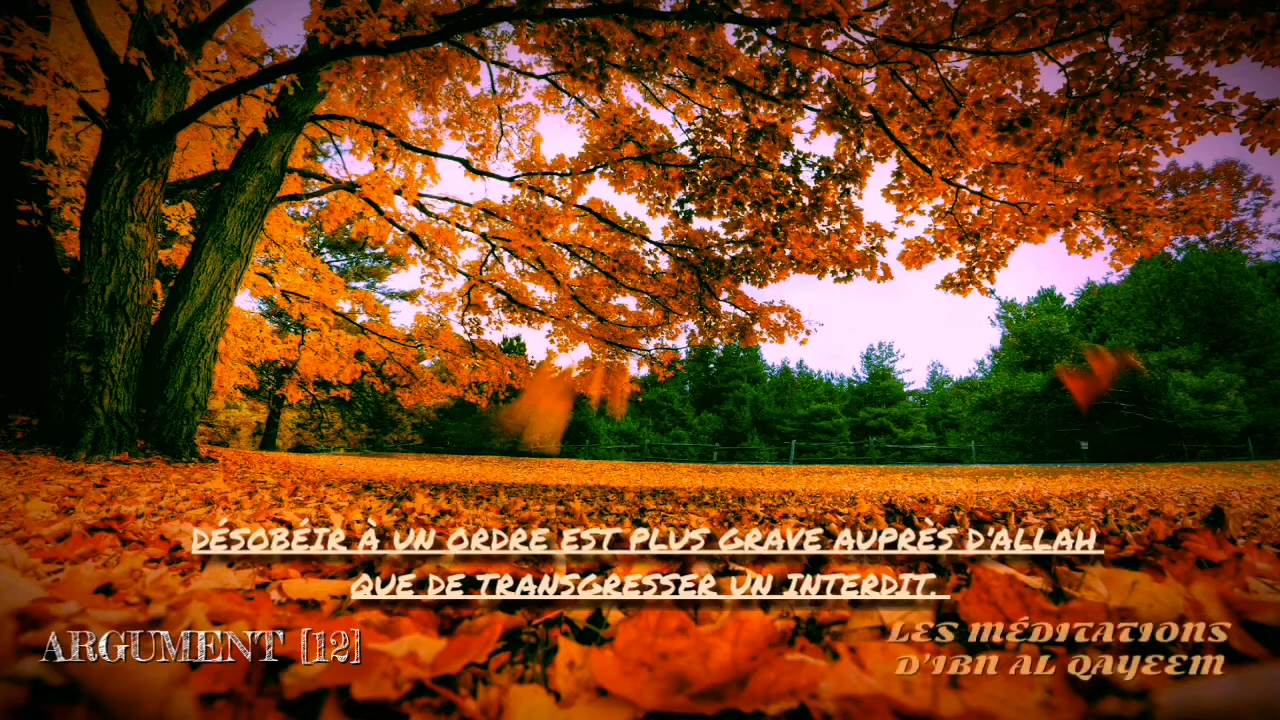 DÉSOBÉIR À UN ORDRE EST PLUS GRAVE AUPRÈS D'ALLAH
QUE DE TRANSGRESSER UN INTERDIT.
ARGUMENT [12]
LES MÉDITATIONS
D'IBN AL QAYEEM